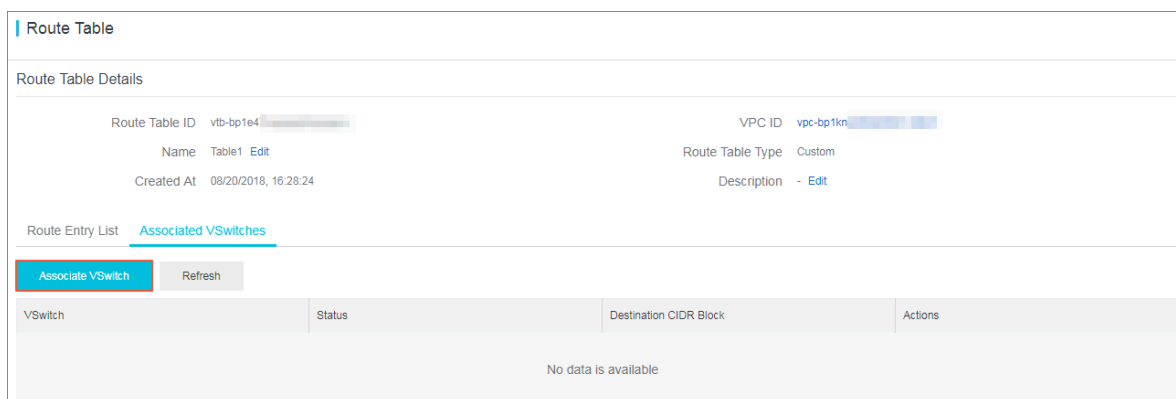 Route Table
Route Table Details
Route Table ID vtb-bp1e4
VPC ID vpc-bp1kn
Name Table1 Edit
Route Table Type Custom
Created At 08/20/2018, 16:28:24
Description - Edit
Route Entry List Associated VSwitches
Associate VSwitch Refresh
VSwitch Status Destination CIDR Block Actions
No data is available